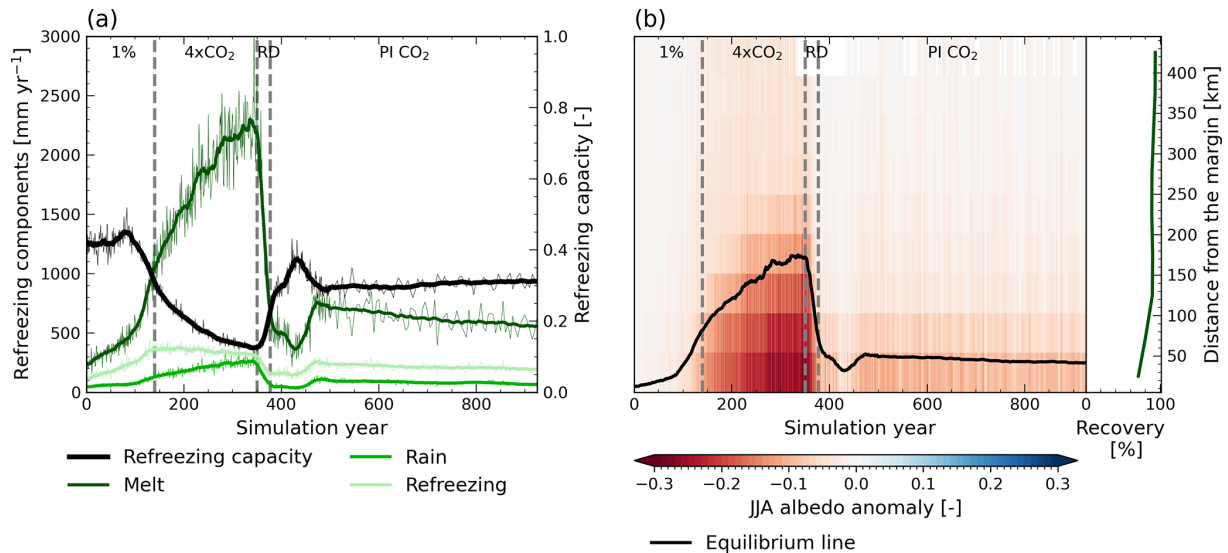 (a)
(b)
1% 4xCO₂ RD PI CO₂
1% 4xCO₂ RD PI CO₂
Refreezing components [mm yr⁻¹]
3000
2500
2000
1500
1000
500
0
1.0
0.8
0.6
0.4
0.2
0.0
Refreezing capacity [-]
0 200 400 600 800
Simulation year
400
350
300
250
200
150
100
50
Distance from the margin [km]
0 200 400 600 800
Simulation year
0 100
Recovery
[%]
Refreezing capacity
Melt
Rain
Refreezing
−0.3 −0.2 −0.1 0.0 0.1 0.2 0.3
JJA albedo anomaly [-]
Equilibrium line